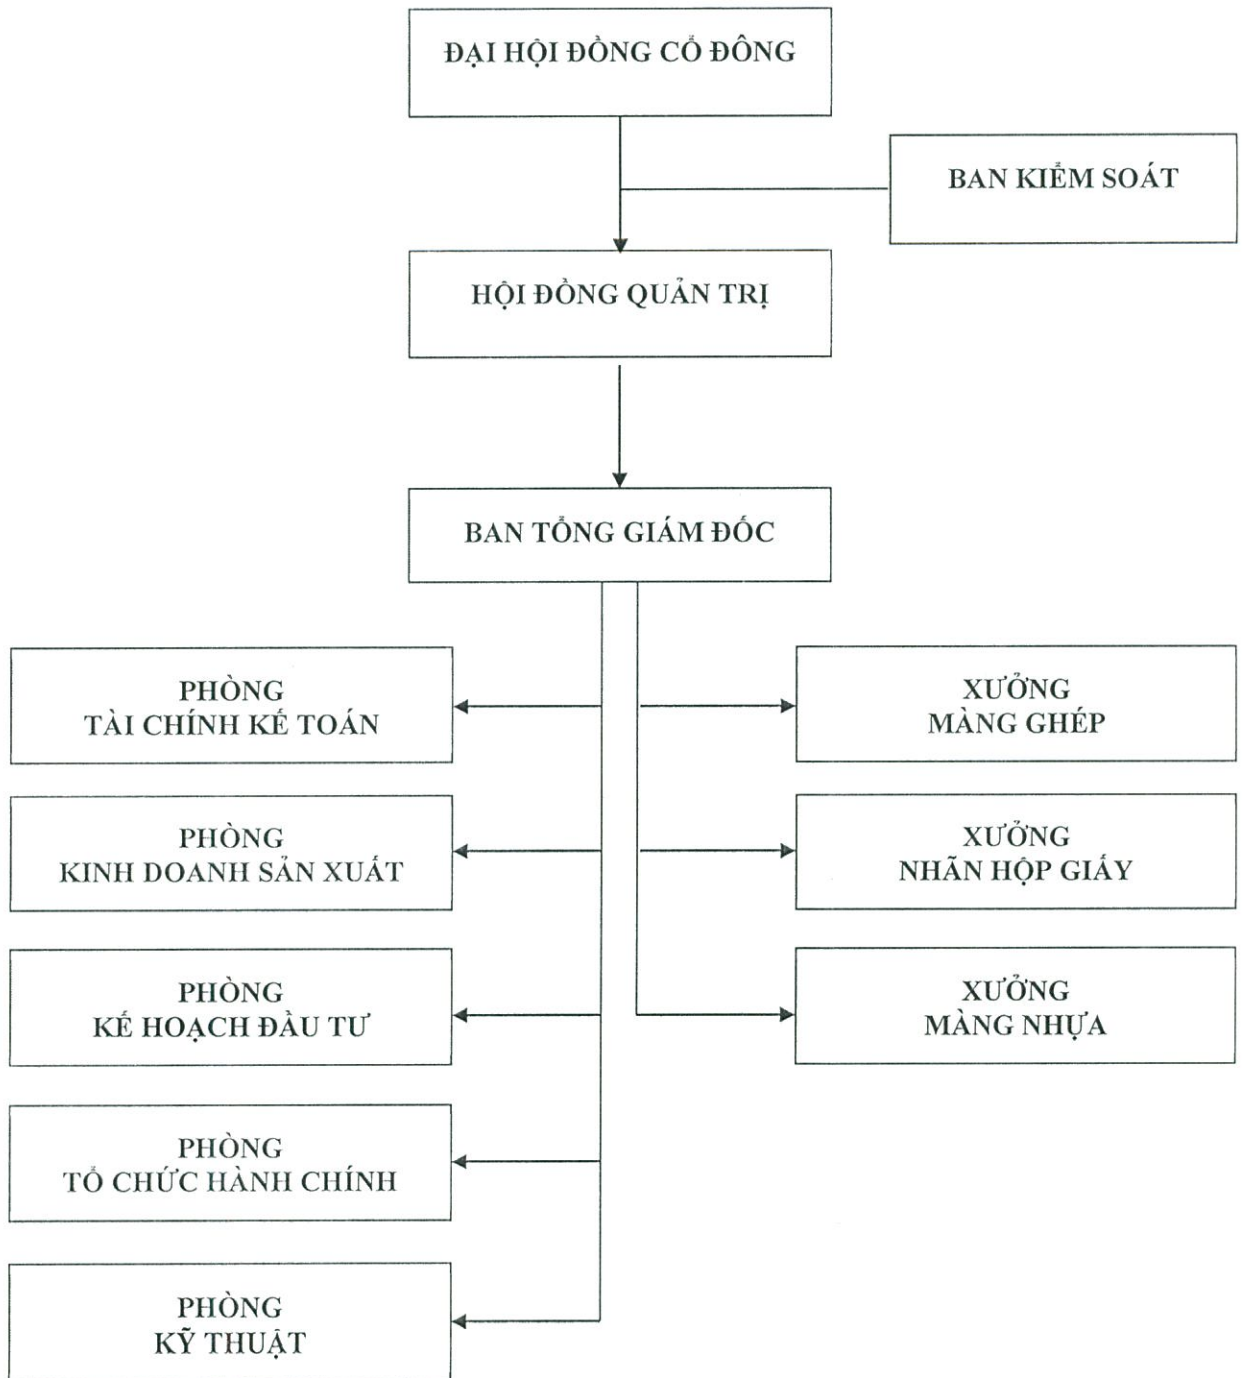 ĐẠI HỘI ĐỒNG CỔ ĐÔNG
BAN KIỂM SOÁT
HỘI ĐỒNG QUẢN TRỊ
BAN TỔNG GIÁM ĐỐC
PHÒNG
TÀI CHÍNH KẾ TOÁN
XƯỞNG
MÀNG GHÉP
PHÒNG
KINH DOANH SẢN XUẤT
XƯỞNG
NHÃN HỘP GIẤY
PHÒNG
KẾ HOẠCH ĐẦU TƯ
XƯỞNG
MÀNG NHỰA
PHÒNG
TỔ CHỨC HÀNH CHÍNH
PHÒNG
KỸ THUẬT